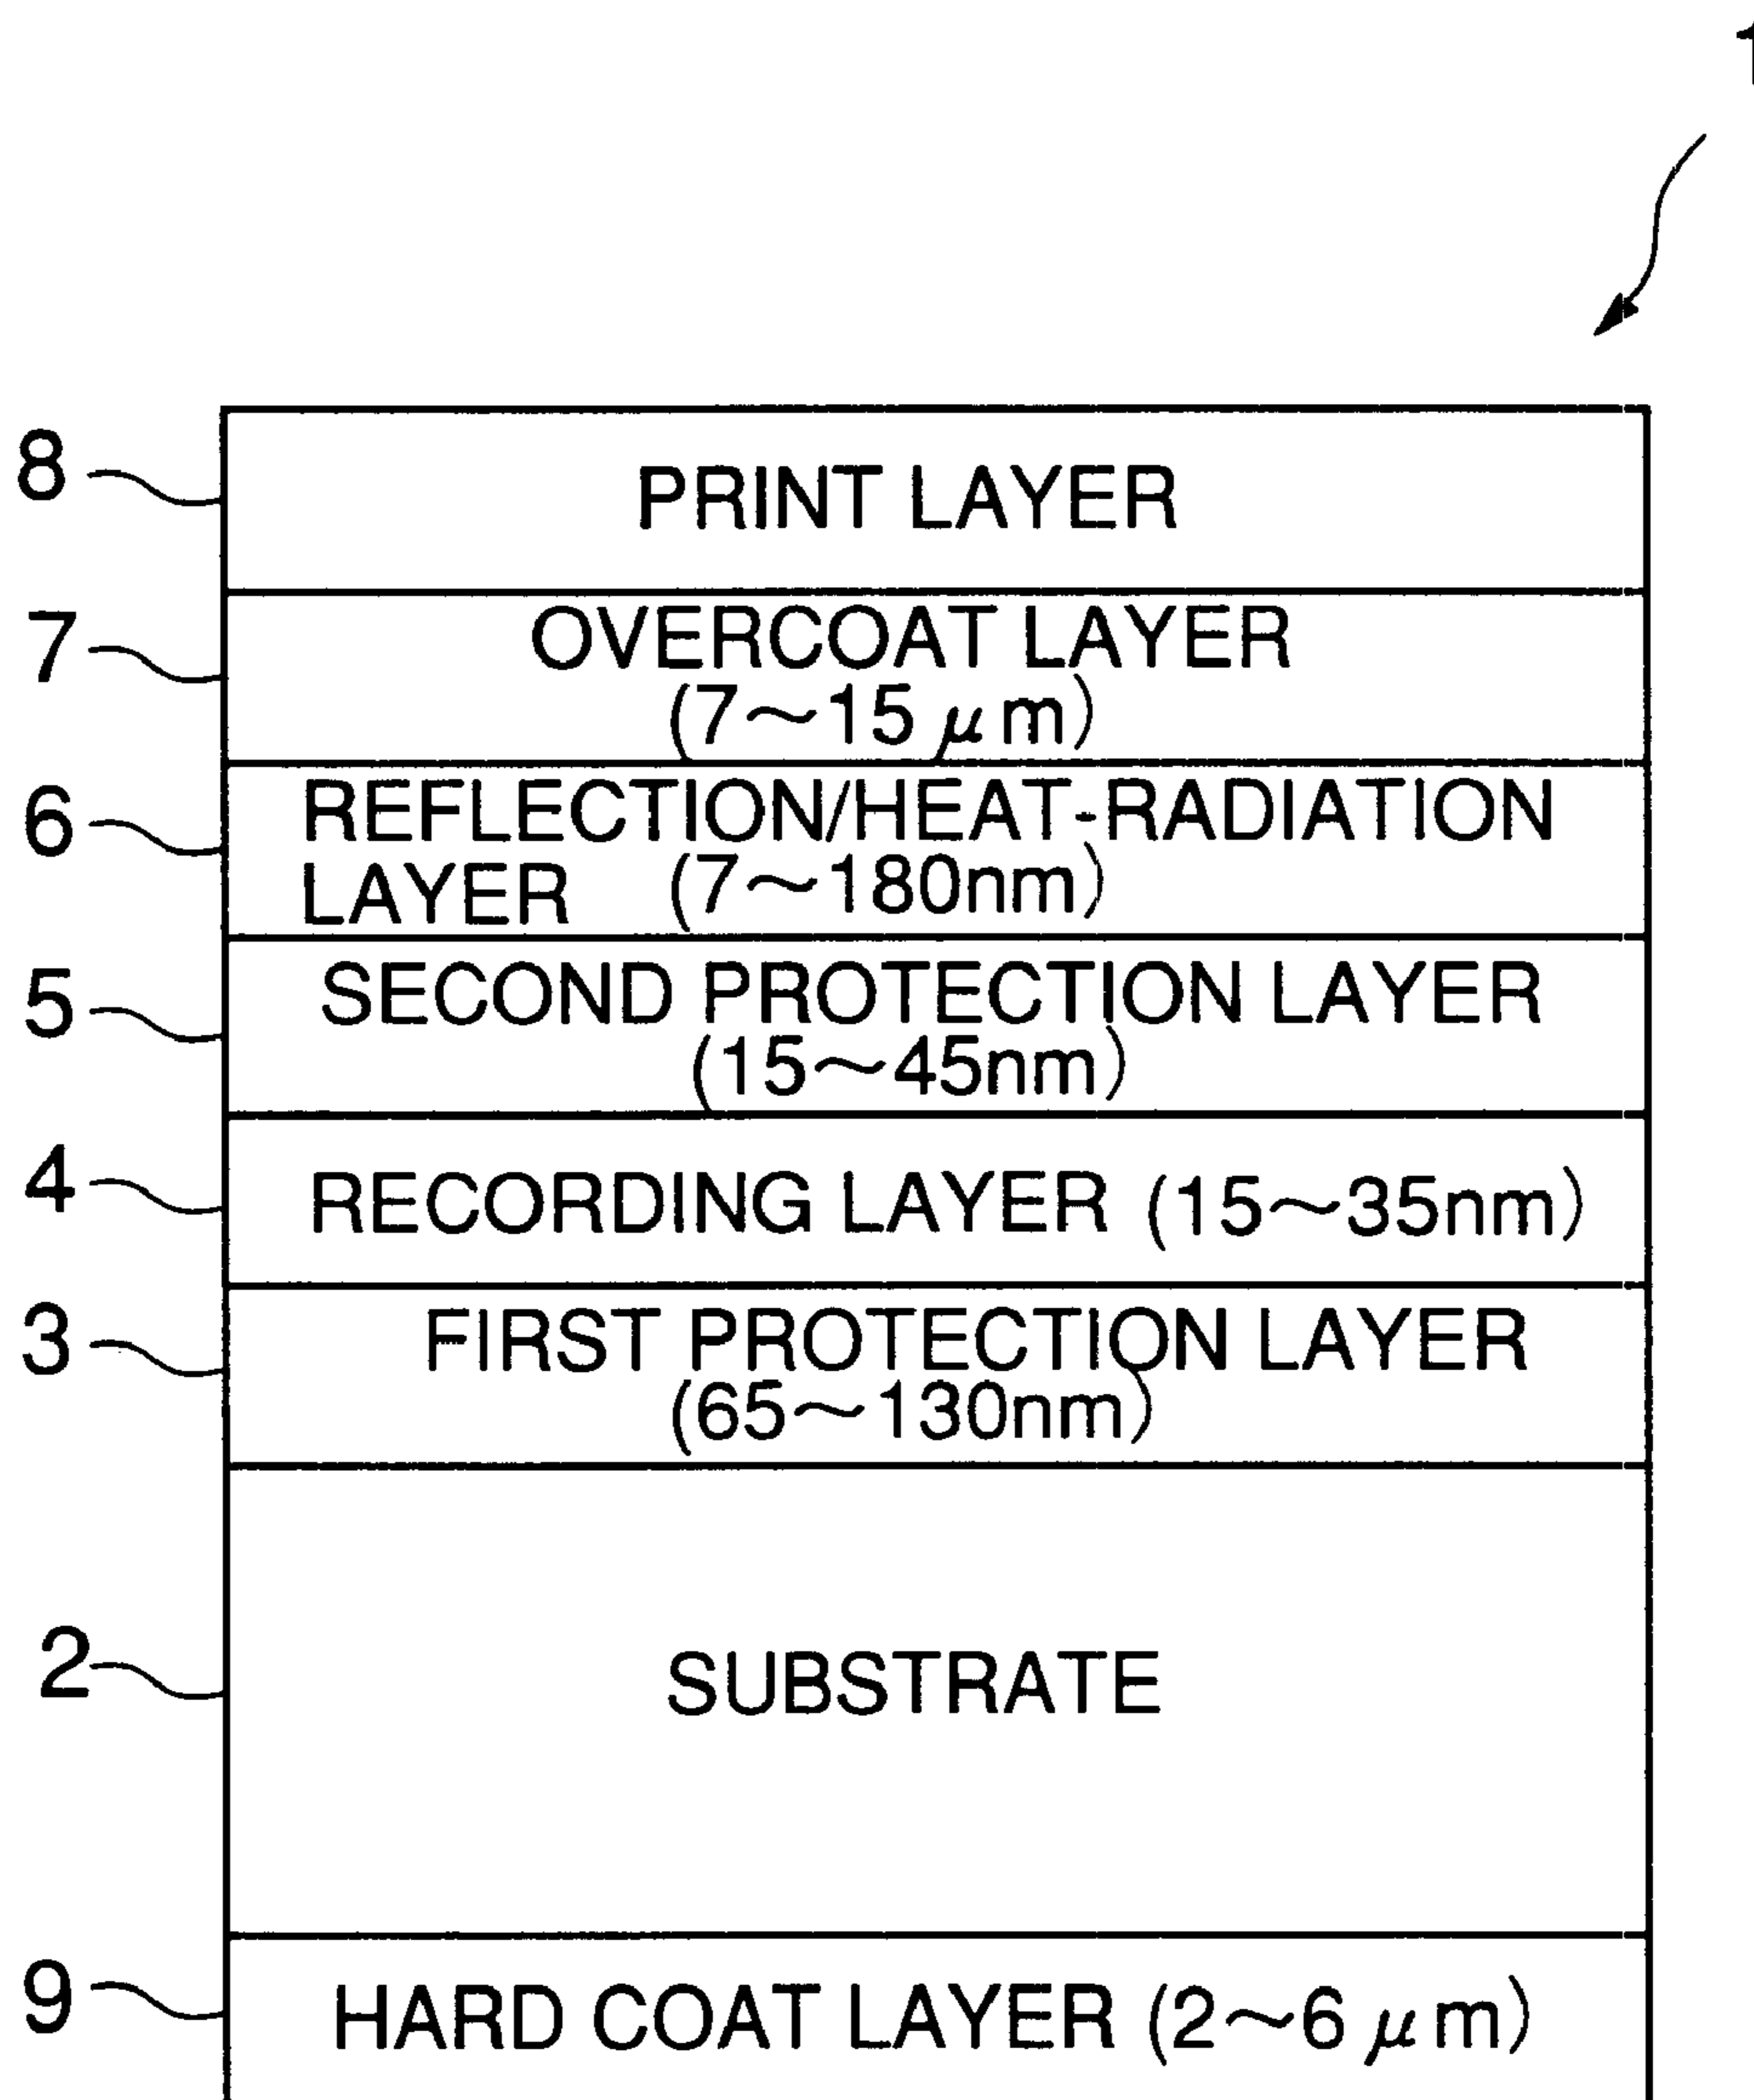 1
8 PRINT LAYER
7 OVERCOAT LAYER
(7～15 μm)
6 REFLECTION/HEAT-RADIATION
LAYER (7～180nm)
5 SECOND PROTECTION LAYER
(15～45nm)
4 RECORDING LAYER (15～35nm)
3 FIRST PROTECTION LAYER
(65～130nm)
2 SUBSTRATE
9 HARD COAT LAYER (2～6 μm)